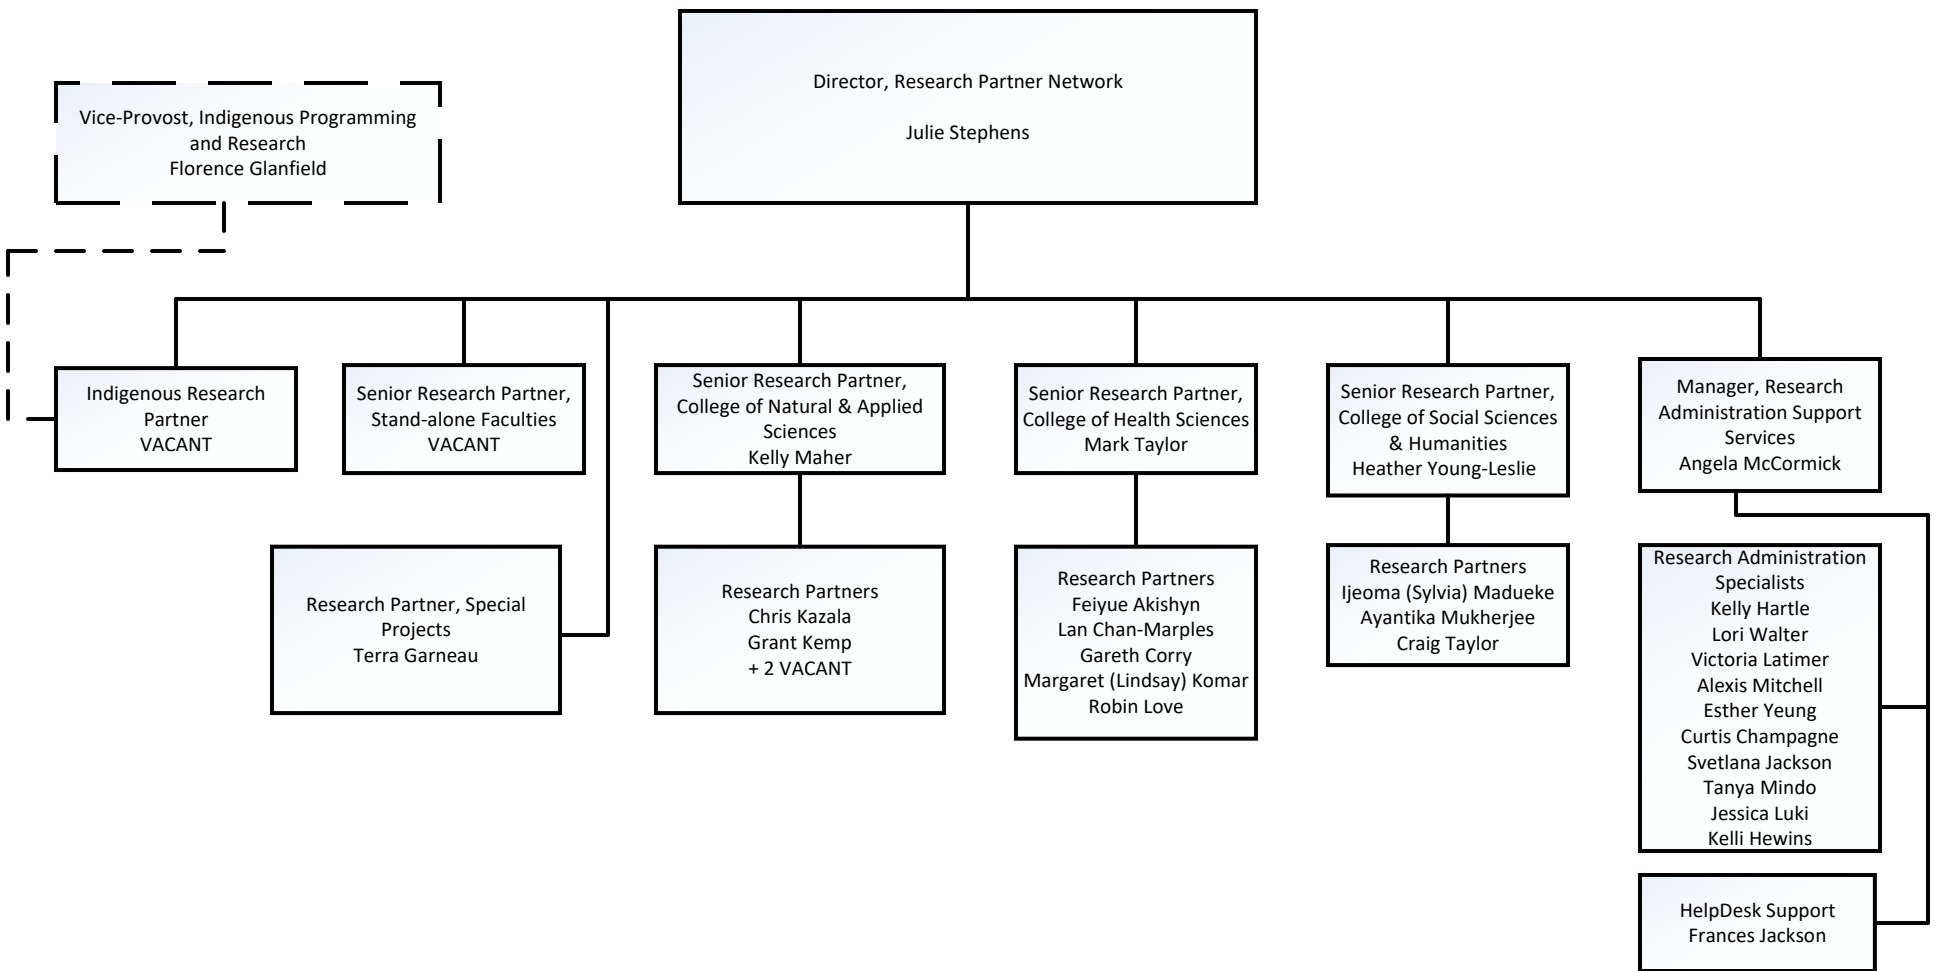 Director, Research Partner Network
Julie Stephens
Vice-Provost, Indigenous Programming
and Research
Florence Glanfield
Indigenous Research
Partner
VACANT
Senior Research Partner,
Stand-alone Faculties
VACANT
Senior Research Partner,
College of Natural & Applied
Sciences
Kelly Maher
Senior Research Partner,
College of Health Sciences
Mark Taylor
Senior Research Partner,
College of Social Sciences
& Humanities
Heather Young-Leslie
Manager, Research
Administration Support
Services
Angela McCormick
Research Partner, Special
Projects
Terra Garneau
Research Partners
Chris Kazala
Grant Kemp
+ 2 VACANT
Research Partners
Feiyue Akishyn
Lan Chan-Marples
Gareth Corry
Margaret (Lindsay) Komar
Robin Love
Research Partners
Ijeoma (Sylvia) Madueke
Ayantika Mukherjee
Craig Taylor
Research Administration
Specialists
Kelly Hartle
Lori Walter
Victoria Latimer
Alexis Mitchell
Esther Yeung
Curtis Champagne
Svetlana Jackson
Tanya Mindo
Jessica Luki
Kelli Hewins
HelpDesk Support
Frances Jackson